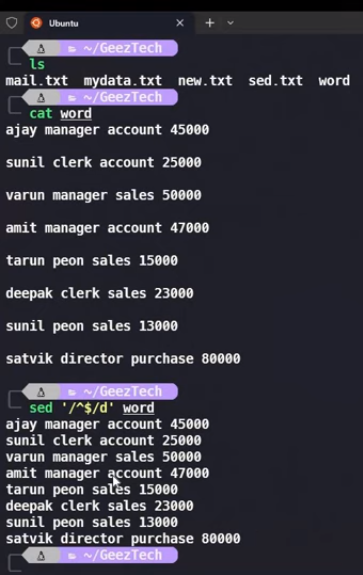 Ubuntu
~/GeezTech
ls
mail.txt mydata.txt new.txt sed.txt word
~/GeezTech
cat word
ajay manager account 45000
sunil clerk account 25000
varun manager sales 50000
amit manager account 47000
tarun peon sales 15000
deepak clerk sales 23000
sunil peon sales 13000
satvik director purchase 80000
~/GeezTech
sed '/^$/d' word
ajay manager account 45000
sunil clerk account 25000
varun manager sales 50000
amit manager account 47000
tarun peon sales 15000
deepak clerk sales 23000
sunil peon sales 13000
satvik director purchase 80000
~/GeezTech